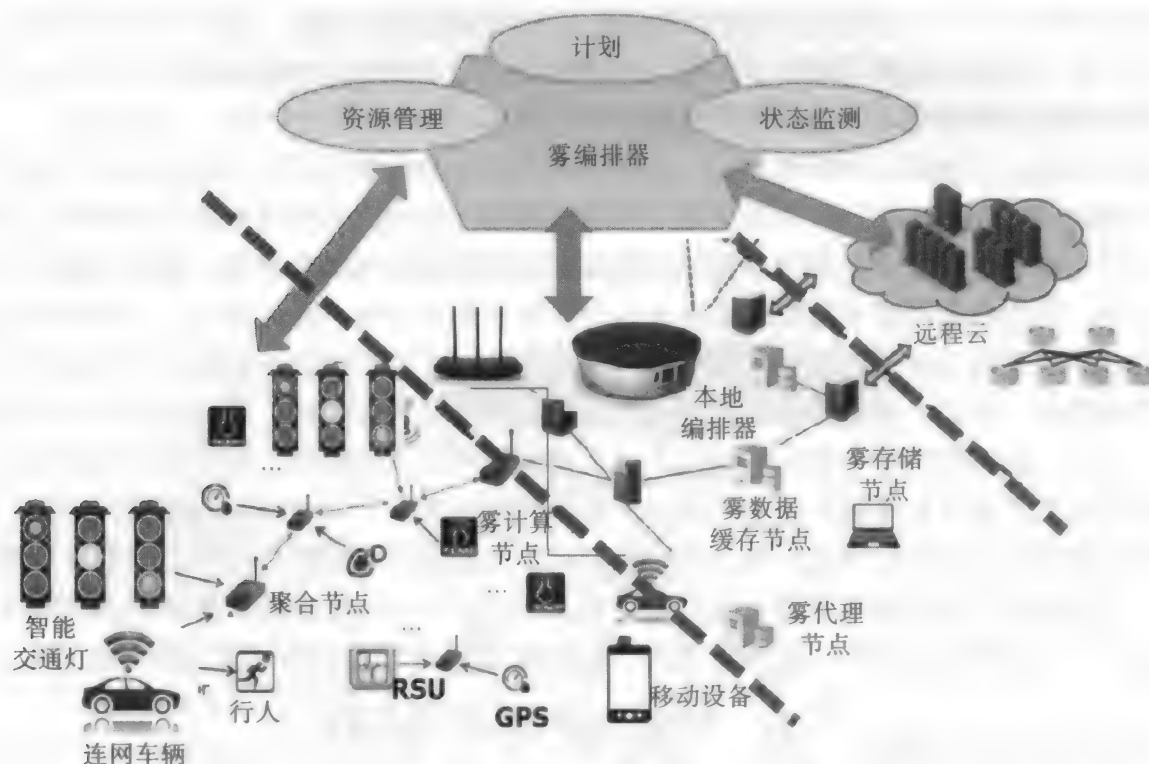 计划
资源管理
状态监测
雾编排器
远程云
本地
编排器
雾存储
节点
雾数据
缓存节点
雾计算
节点
聚合节点
雾代理
节点
智能
交通灯
...
...
...
RSU
GPS
移动设备
行人
连网车辆